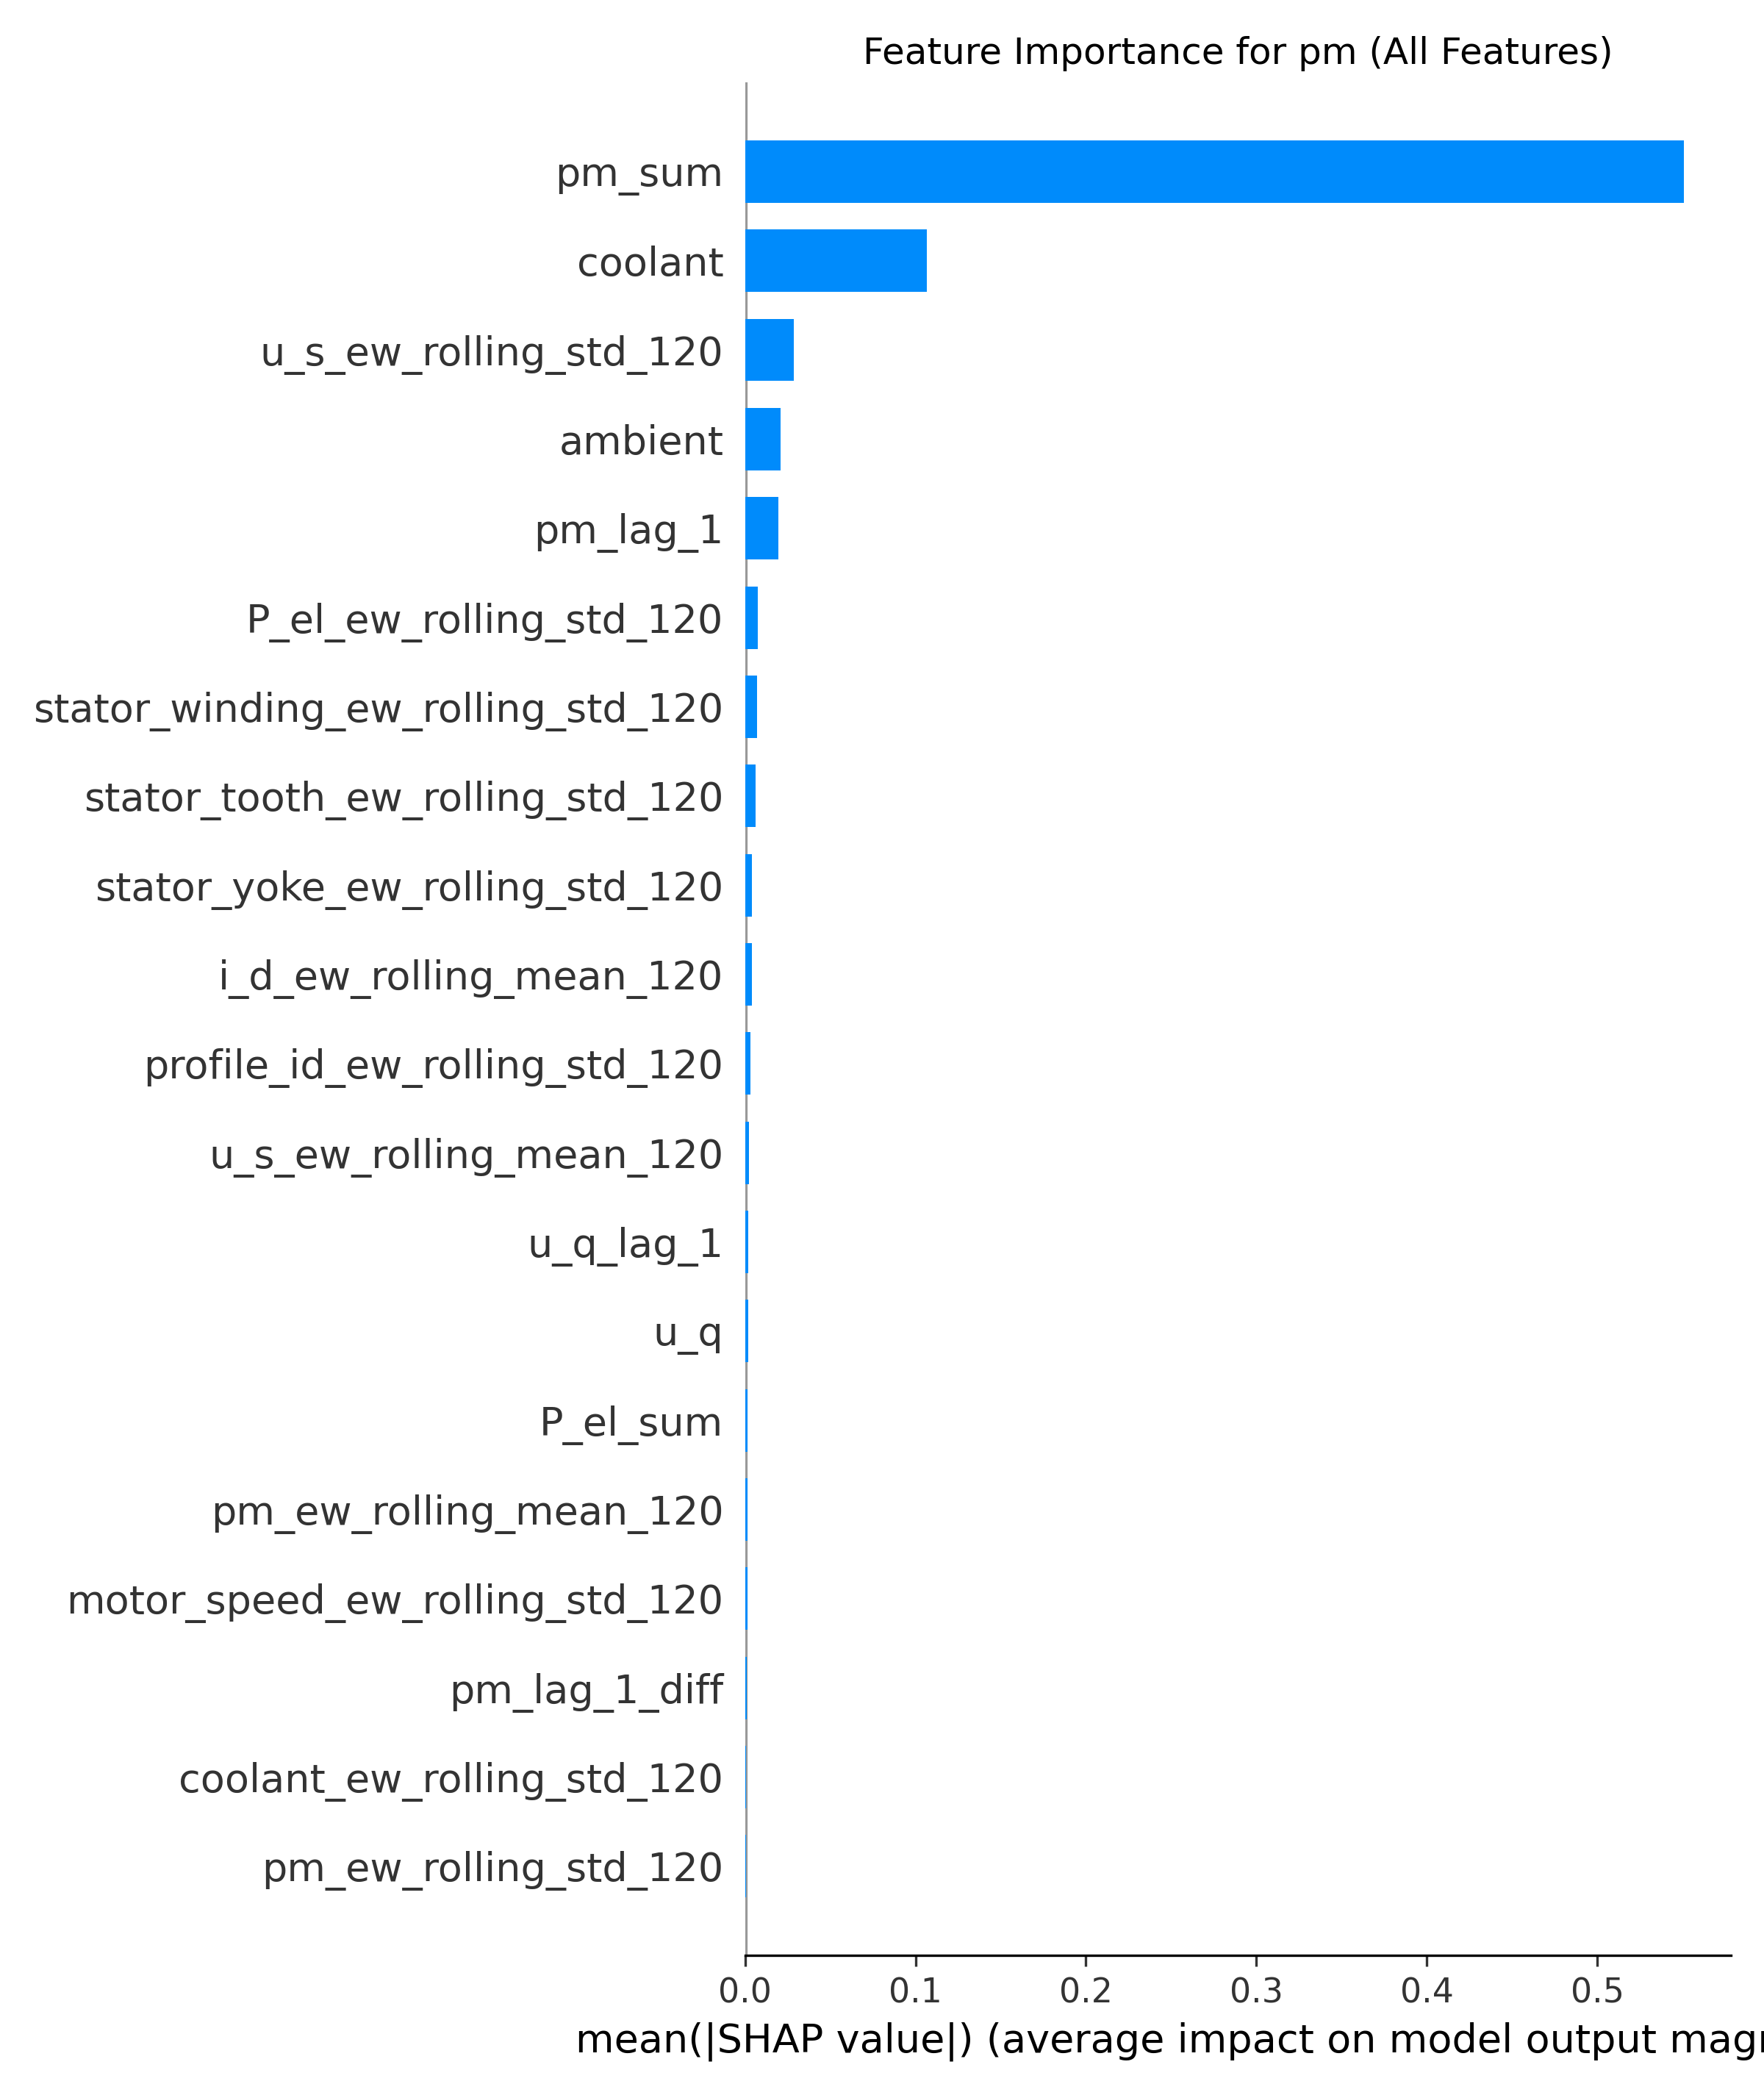 Feature Importance for pm (All Features)
pm_sum
coolant
u_s_ew_rolling_std_120
ambient
pm_lag_1
P_el_ew_rolling_std_120
stator_winding_ew_rolling_std_120
stator_tooth_ew_rolling_std_120
stator_yoke_ew_rolling_std_120
i_d_ew_rolling_mean_120
profile_id_ew_rolling_std_120
u_s_ew_rolling_mean_120
u_q_lag_1
u_q
P_el_sum
pm_ew_rolling_mean_120
motor_speed_ew_rolling_std_120
pm_lag_1_diff
coolant_ew_rolling_std_120
pm_ew_rolling_std_120
0.0 0.1 0.2 0.3 0.4 0.5
mean(|SHAP value|) (average impact on model output magn